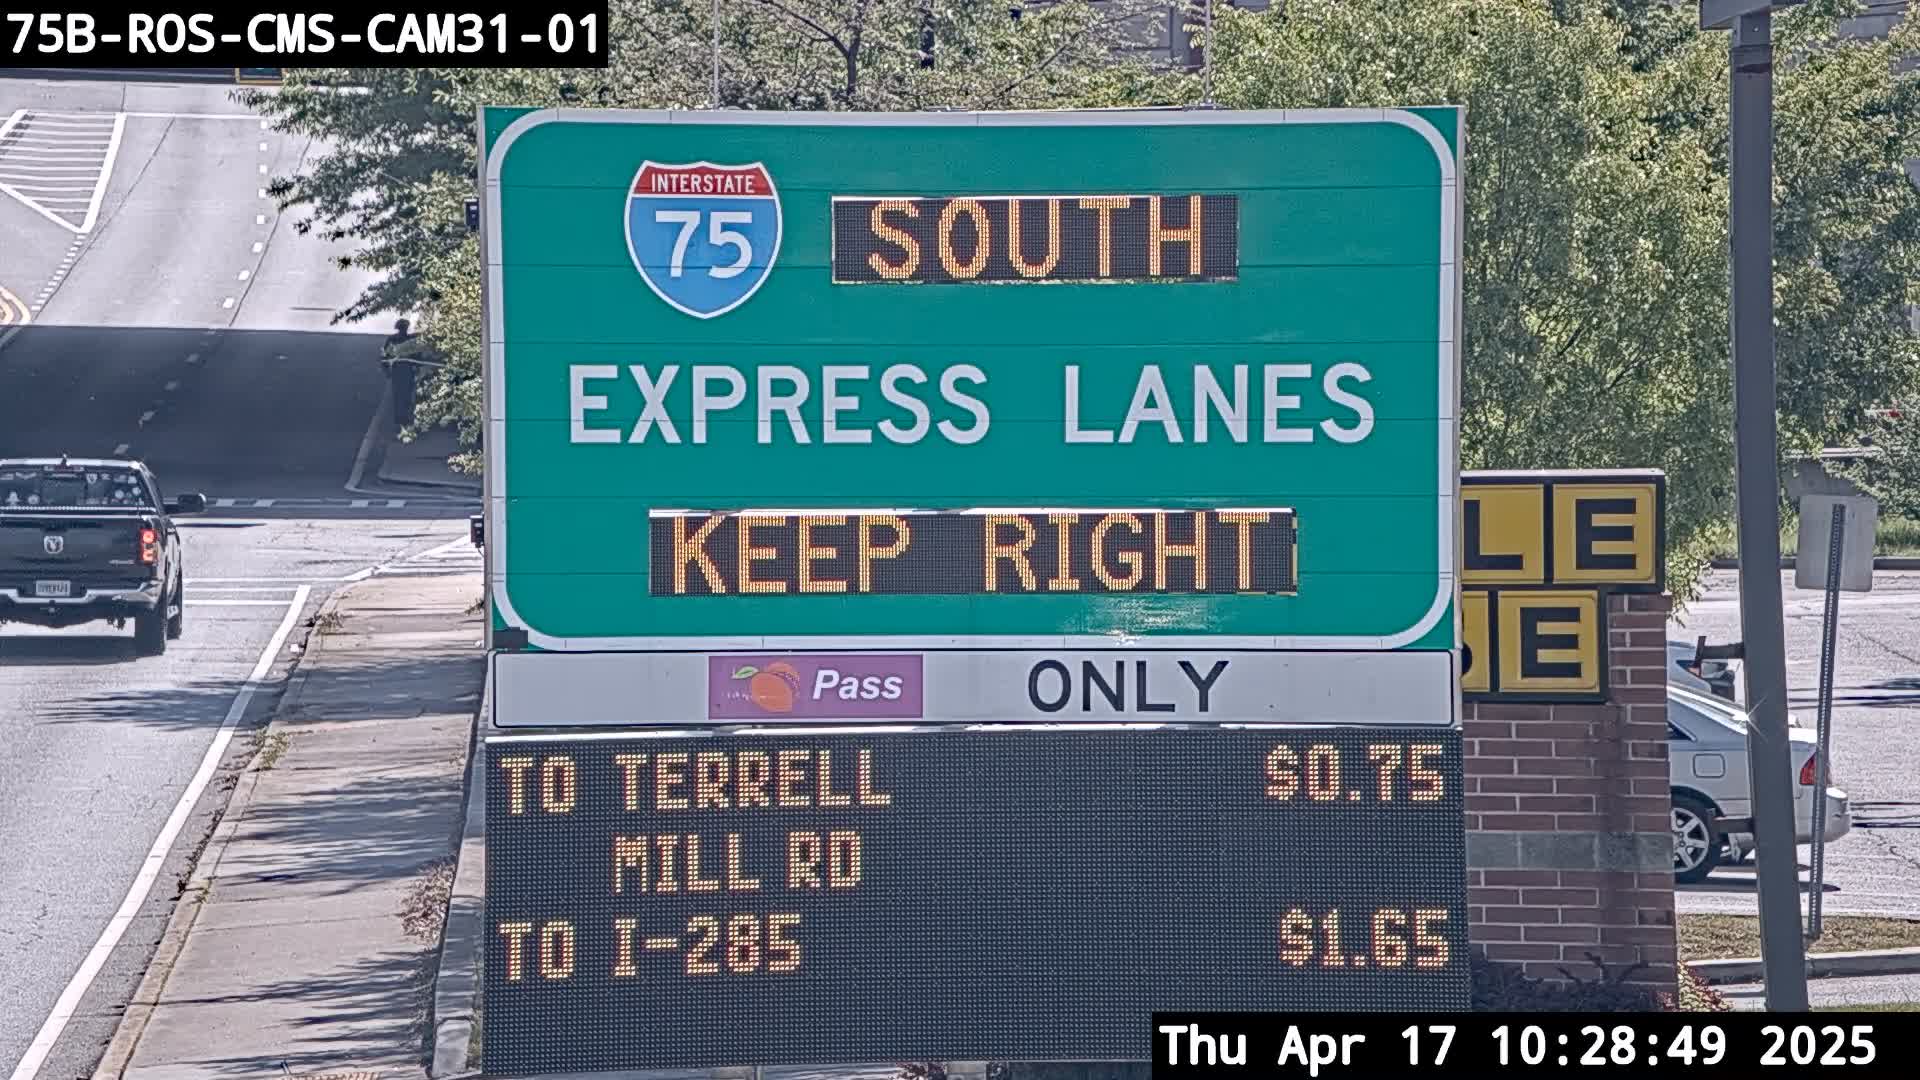 75B-ROS-CMS-CAM31-01
INTERSTATE
75
SOUTH
EXPRESS LANES
KEEP RIGHT
Pass ONLY
TO TERRELL $0.75
MILL RD
TO I-285 $1.65
LE
E
Thu Apr 17 10:28:49 2025